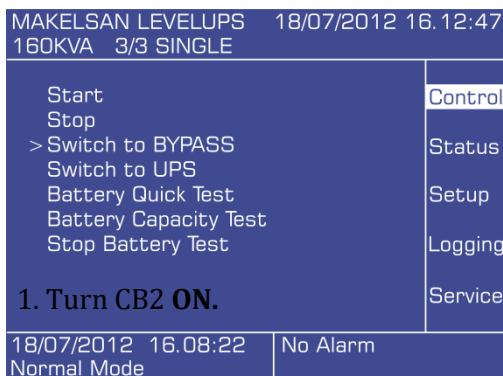 MAKELSAN LEVELUPS 18/07/2012 16.12:47
160KVA 3/3 SINGLE
Start
Stop
> Switch to BYPASS
Switch to UPS
Battery Quick Test
Battery Capacity Test
Stop Battery Test
1. Turn CB2 ON.
Control
Status
Setup
Logging
Service
18/07/2012 16.08:22 No Alarm
Normal Mode